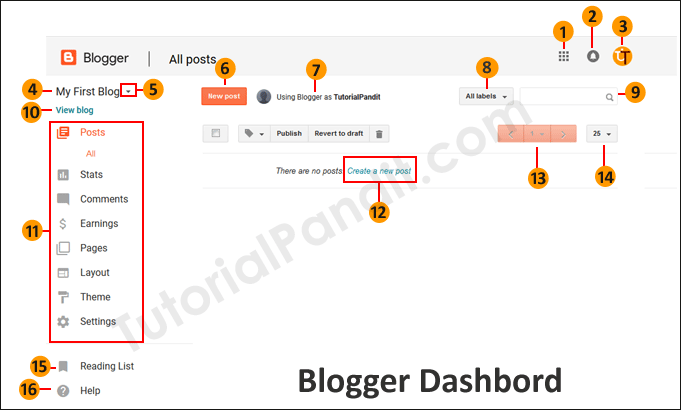 1 2 3
Blogger | All posts TT
4 My First Blog 5 6 7 8 9
New post Using Blogger as TutorialPandit All labels
10 View blog
Posts Publish Revert to draft 1 25
All
There are no posts. Create a new post
Stats 12 13 14
Comments
11 Earnings
Pages
Layout
Theme
Settings
15 Reading List
16 Help
Blogger Dashbord
TutorialPandit.com